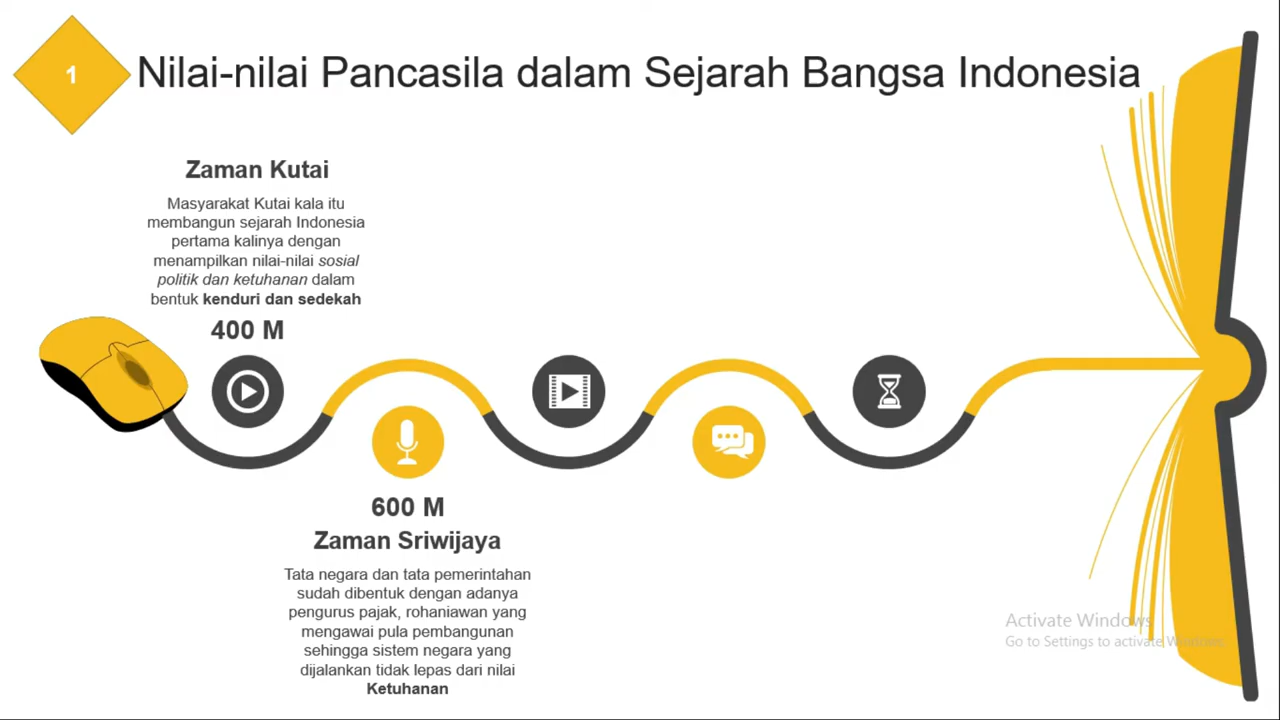 1
Nilai-nilai Pancasila dalam Sejarah Bangsa Indonesia
Zaman Kutai
Masyarakat Kutai kala itu
membangun sejarah Indonesia
pertama kalinya dengan
menampilkan nilai-nilai sosial
politik dan ketuhanan dalam
bentuk kenduri dan sedekah
400 M
600 M
Zaman Sriwijaya
Tata negara dan tata pemerintahan
sudah dibentuk dengan adanya
pengurus pajak, rohaniawan yang
mengawai pula pembangunan
sehingga sistem negara yang
dijalankan tidak lepas dari nilai
Ketuhanan
Activate Windows
Go to Settings to activate Windows.